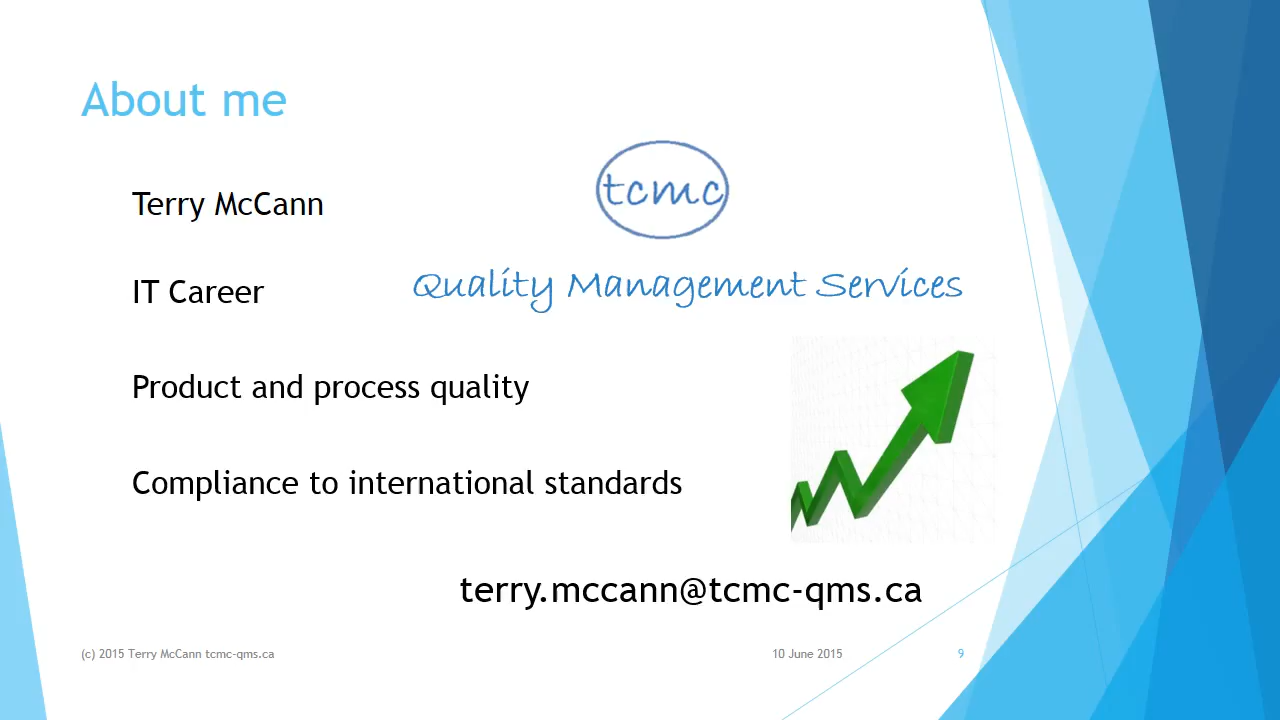 About me
tcmc
Terry McCann
Quality Management Services
IT Career
Product and process quality
Compliance to international standards
terry.mccann@tcmc-qms.ca
(c) 2015 Terry McCann tcmc-qms.ca
10 June 2015
9